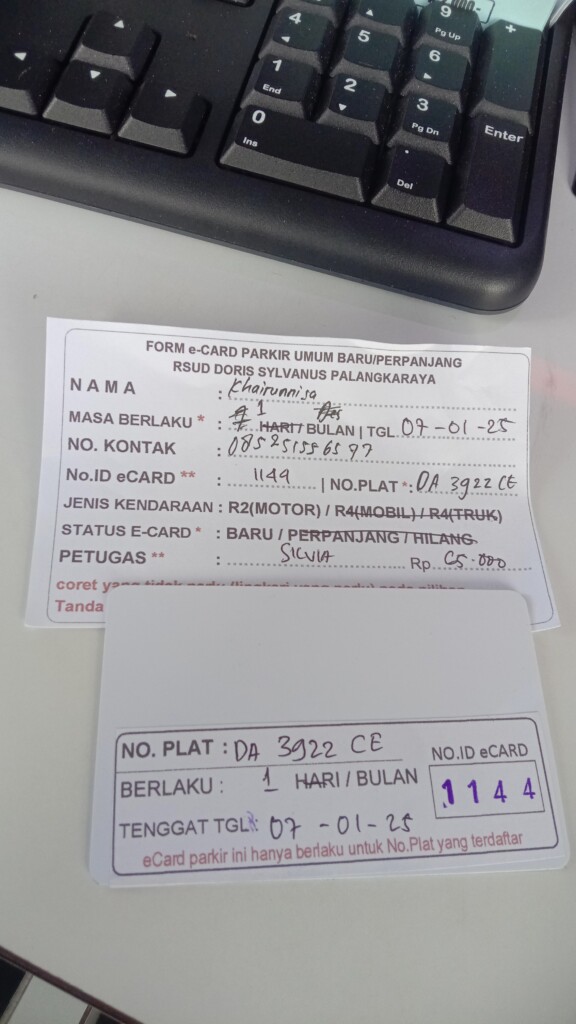 4
5
9
Pg Up
+
6
1
End
2
3
Pg Dn
Enter
0
Ins
.
Del
FORM e-CARD PARKIR UMUM BARU/PERPANJANG
RSUD DORIS SYLVANUS PALANGKARAYA
N A M A : Khairunnisa
MASA BERLAKU * : 1 HARI / BULAN | TGL 07-01-25
NO. KONTAK : 085251556597
No.ID eCARD ** : 1144 | NO.PLAT *: DA 3922 CE
JENIS KENDARAAN : R2(MOTOR) / R4(MOBIL) / R4(TRUK)
STATUS E-CARD * : BARU / PERPANJANG / HILANG
PETUGAS ** : SILVIA Rp 65.000
coret
Tanda
NO. PLAT : DA 3922 CE
NO.ID eCARD
BERLAKU : 1 HARI / BULAN
1144
TENGGAT TGL : 07-01-25
eCard parkir ini hanya berlaku untuk No.Plat yang terdaftar